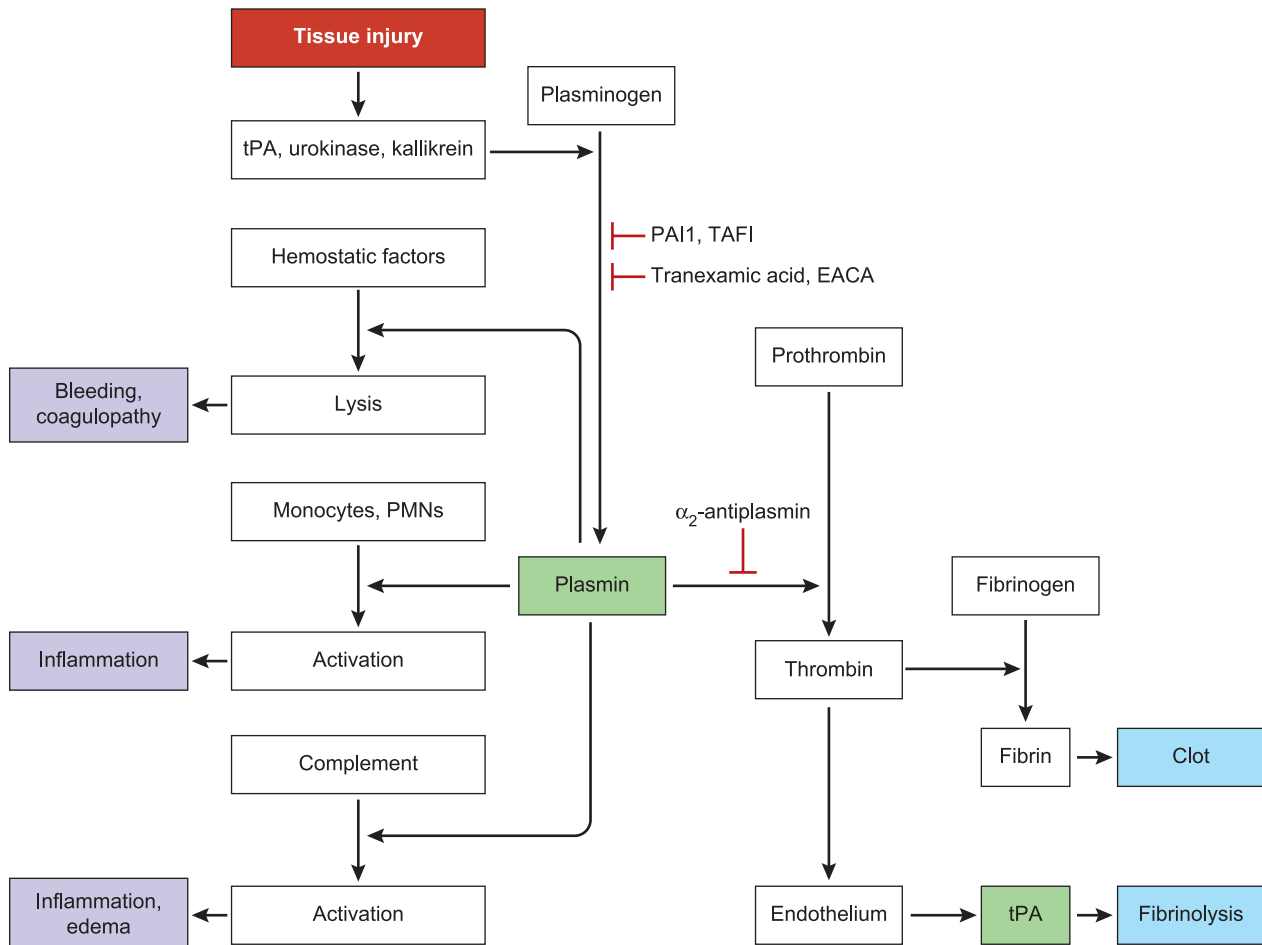 Tissue injury
Plasminogen
tPA, urokinase, kallikrein
PAI1, TAFI
Hemostatic factors
Tranexamic acid, EACA
Prothrombin
Bleeding,
coagulopathy
Lysis
Monocytes, PMNs
α2-antiplasmin
Plasmin
Fibrinogen
Inflammation
Activation
Thrombin
Complement
Fibrin
Clot
Inflammation,
edema
Activation
Endothelium
tPA
Fibrinolysis